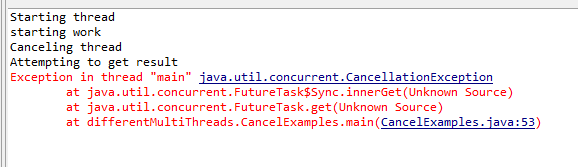 Starting thread
starting work
Canceling thread
Attempting to get result
Exception in thread "main" java.util.concurrent.CancellationException
at java.util.concurrent.FutureTask$Sync.innerGet(Unknown Source)
at java.util.concurrent.FutureTask.get(Unknown Source)
at differentMultiThreads.CancelExamples.main(CancelExamples.java:53)